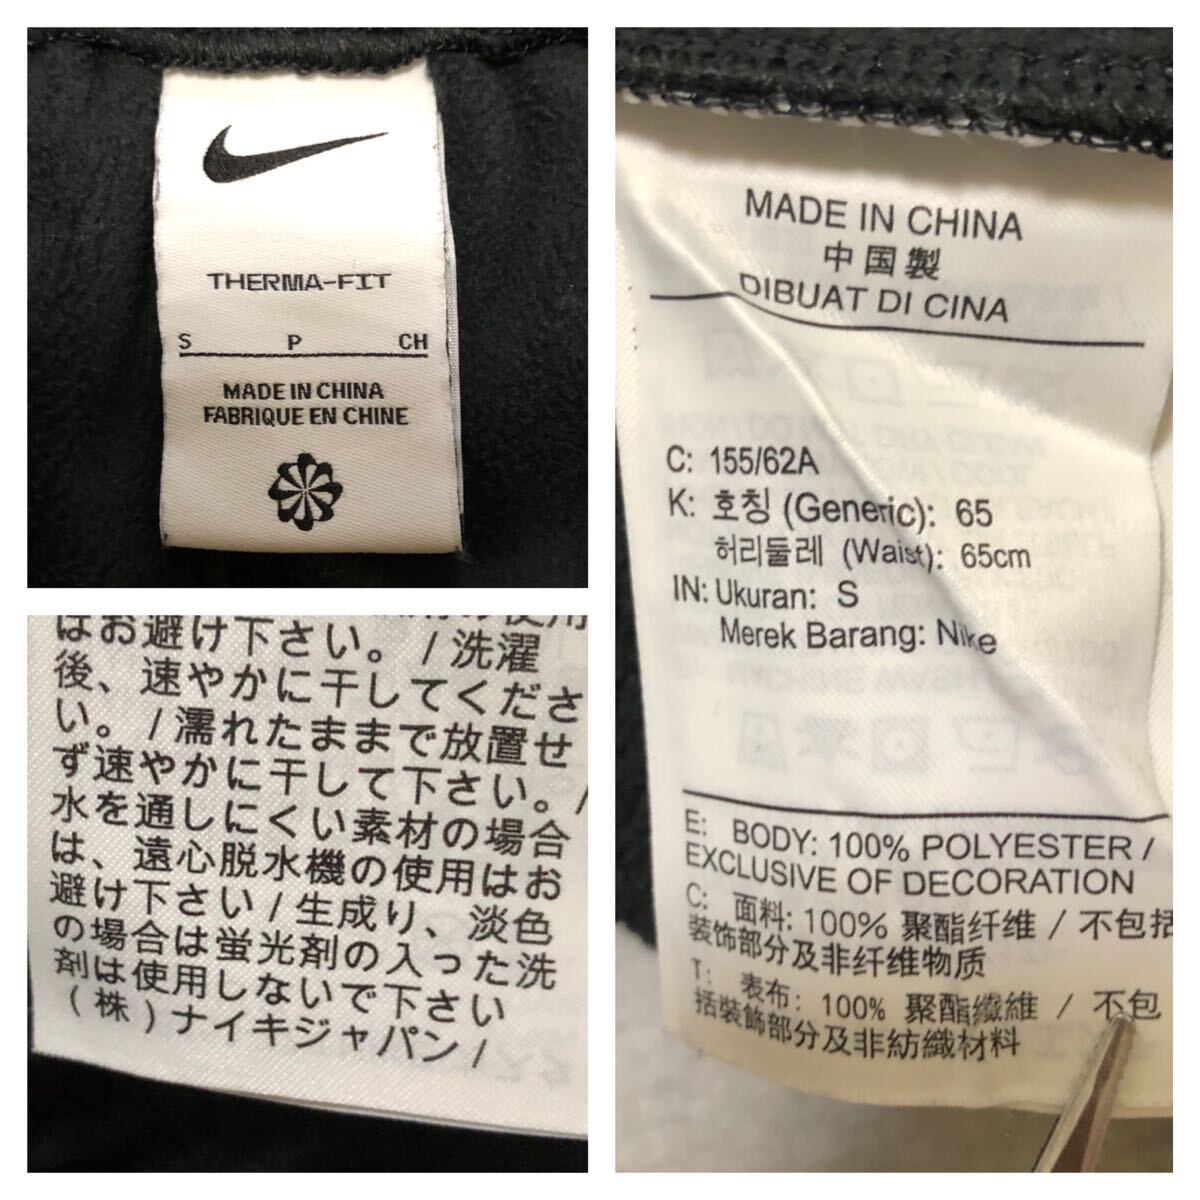 THERMA-FIT
S P CH
MADE IN CHINA
FABRIQUE EN CHINE
はお避け下さい。/洗濯
後、速やかに干してくださ
い。/濡れたままで放置せ
ず速やかに干して下さい。/
水を通しにくい素材の場合
は、遠心脱水機の使用はお
避け下さい/生成り、淡色
の場合は蛍光剤の入った洗
剤は使用しないで下さい
(株)ナイキジャパン/
MADE IN CHINA
中国製
DIBUAT DI CINA
C: 155/62A
K: 호칭 (Generic): 65
허리둘레 (Waist): 65cm
IN: Ukuran: S
Merek Barang: Nike
E: BODY: 100% POLYESTER /
EXCLUSIVE OF DECORATION
C: 面料: 100% 聚酯纤维 / 不包括
装饰部分及非纤维物质
T: 表布: 100% 聚酯纖維 / 不包
括裝飾部分及非紡織材料